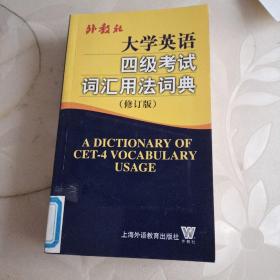 外教社
大学英语
四级考试
词汇用法词典
(修订版)
A DICTIONARY OF
CET-4 VOCABULARY
USAGE
上海外语教育出版社
外教社